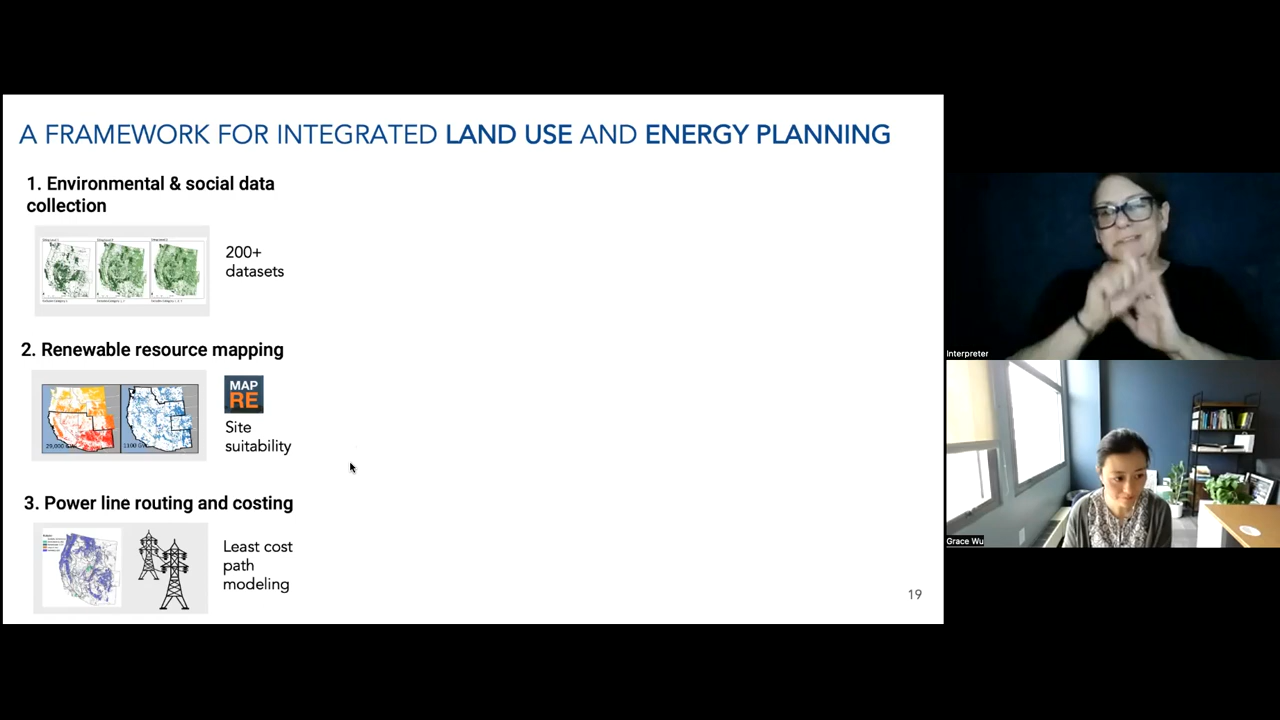 A FRAMEWORK FOR INTEGRATED LAND USE AND ENERGY PLANNING
1. Environmental & social data
collection
200+
datasets
2. Renewable resource mapping
MAP
RE
Site
suitability
3. Power line routing and costing
Least cost
path
modeling
19
Interpreter
Grace Wu